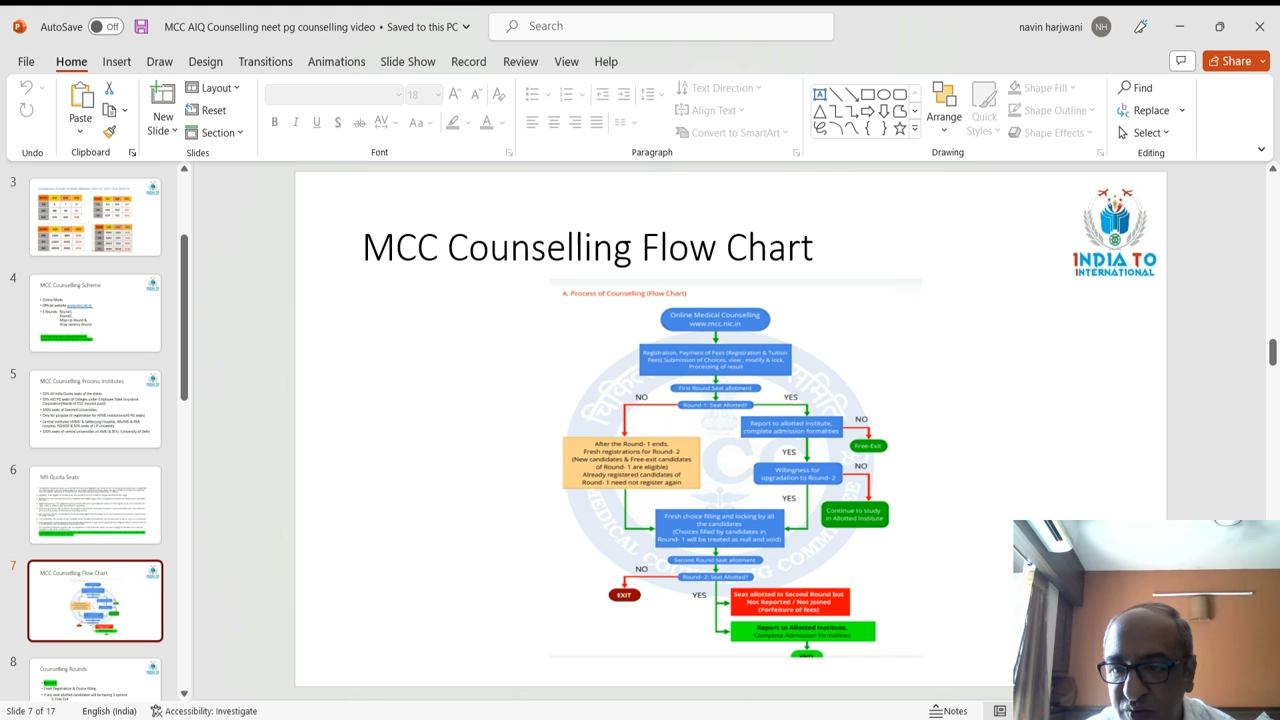 AutoSave Off MCC AIQ Counselling neet pg counselling video • Saved to this PC Search navin harjwani NH
File Home Insert Draw Design Transitions Animations Slide Show Record Review View Help Share
Paste New Slide Layout Reset Section 18 Text Direction Align Text Convert to SmartArt Arrange Quick Styles Shape Fill Shape Outline Shape Effects Find Replace Select
Undo Clipboard Slides Font Paragraph Drawing Editing
3
4
MCC Counselling Scheme
MCC Counselling Process Institutes
6
NRI Quota Seats
MCC Counselling Flow Chart
8
Counselling Rounds
Fresh Registration & Choice filling
MCC Counselling Flow Chart
INDIA TO
INTERNATIONAL
A. Process of Counselling (Flow Chart)
Online Medical Counselling
www.mcc.nic.in
Registration, Payment of Fees (Registration & Tuition
Fees) Submission of Choices, view , modify & lock,
Processing of result
First Round Seat allotment
NO
Round-1: Seat Allotted?
YES
Report to allotted Institute,
complete admission formalities
NO
Free-Exit
After the Round- 1 ends,
Fresh registrations for Round- 2
(New candidates & Free-exit candidates
of Round- 1 are eligible)
Already registered candidates of
Round- 1 need not register again
YES
Willingness for
upgradation to Round- 2
NO
YES
Continue to study
in Allotted Institute
Fresh choice filling and locking by all
the candidates
(Choices filled by candidates in
Round- 1 will be treated as null and void)
Second Round Seat allotment
NO
Round- 2: Seat Allotted?
EXIT
YES
Seat allotted in Second Round but
Not Reported / Not Joined
(Forfeiture of fees)
Report to Allotted Institute,
Complete Admission formalities
Slide 7 of 17 English (India) Accessibility: Investigate Notes